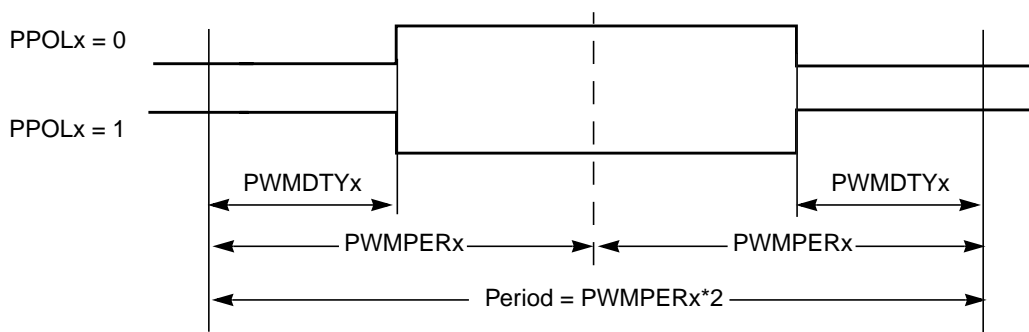 PPOLx = 0
PPOLx = 1
PWMDTYx
PWMDTYx
PWMPERx
PWMPERx
Period = PWMPERx*2